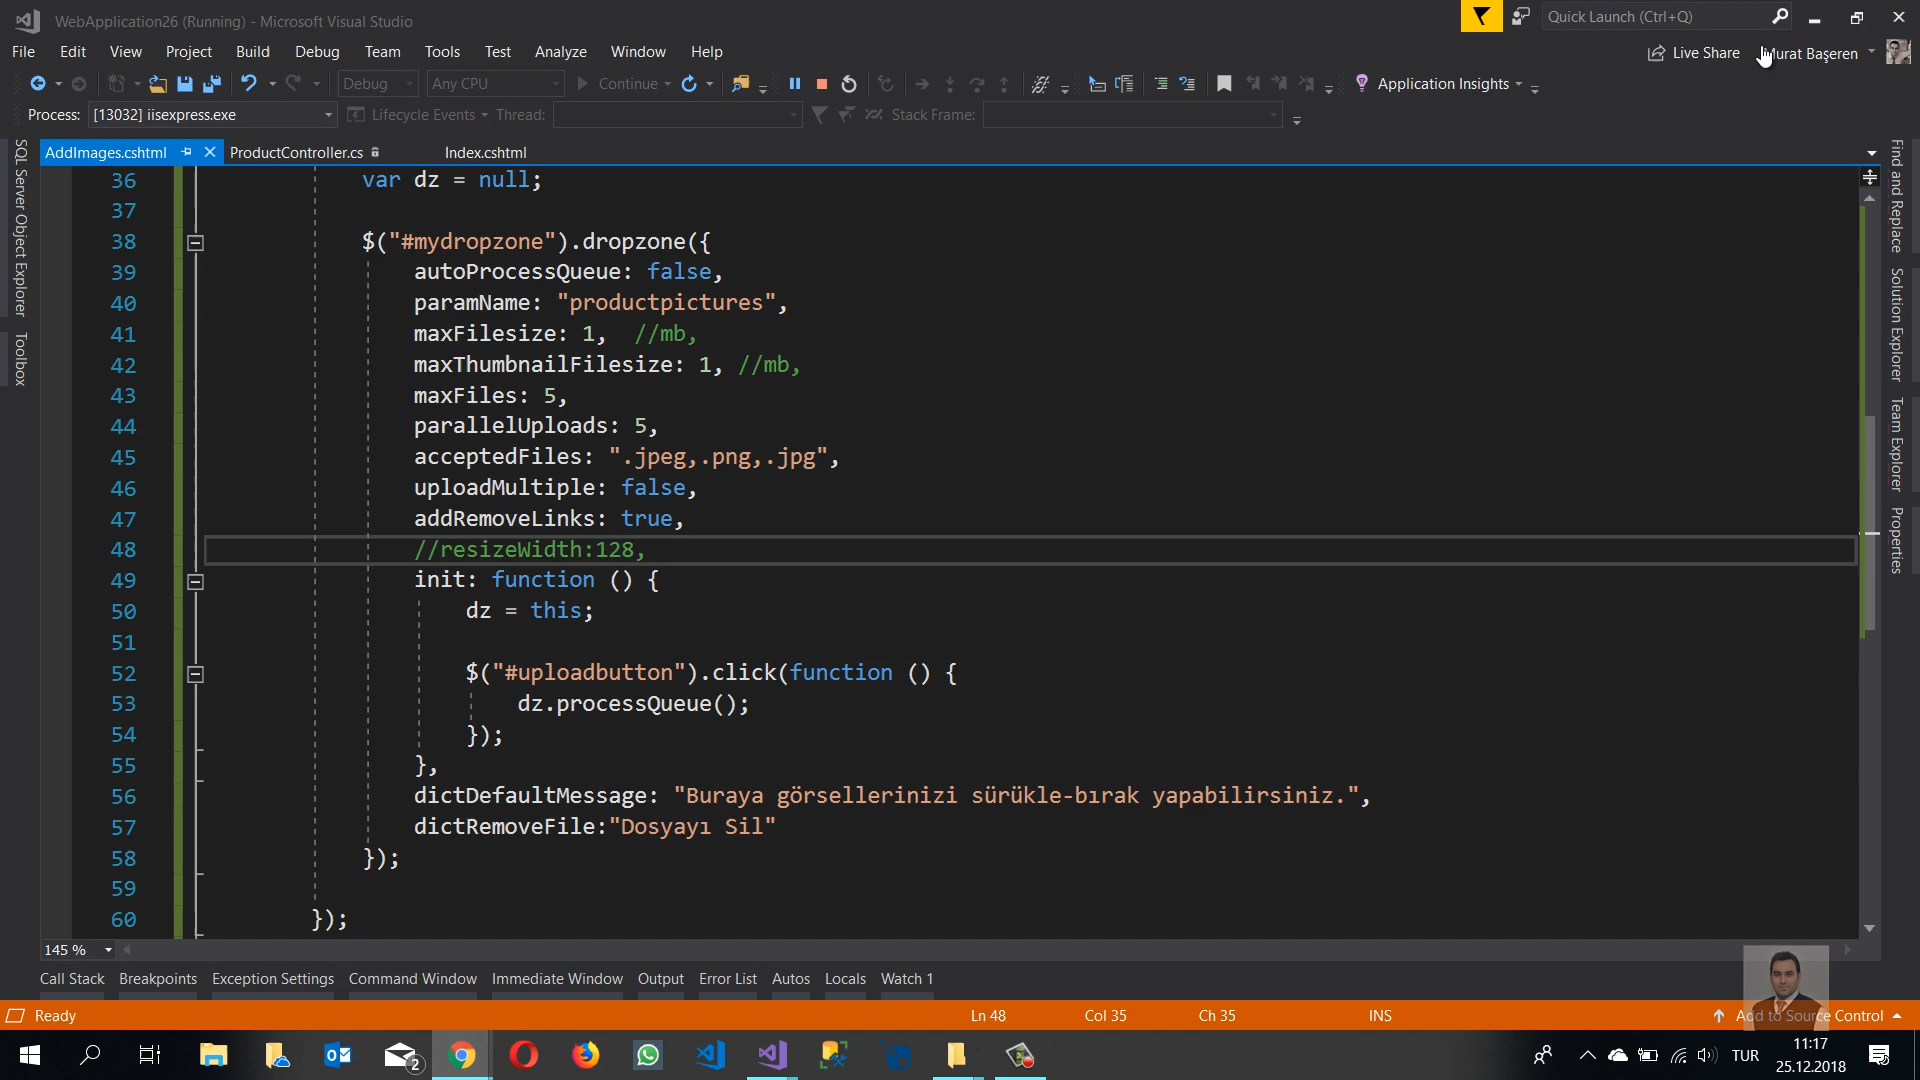 WebApplication26 (Running) - Microsoft Visual Studio
Quick Launch (Ctrl+Q)
File Edit View Project Build Debug Team Tools Test Analyze Window Help
Live Share
Murat Başeren
Debug Any CPU Continue Application Insights
Process: [13032] iisexpress.exe Lifecycle Events Thread: Stack Frame:
AddImages.cshtml ProductController.cs Index.cshtml
SQL Server Object Explorer
Toolbox
Find and Replace
Solution Explorer
Team Explorer
Properties
36 var dz = null;
37
38 $("#mydropzone").dropzone({
39 autoProcessQueue: false,
40 paramName: "productpictures",
41 maxFilesize: 1, //mb,
42 maxThumbnailFilesize: 1, //mb,
43 maxFiles: 5,
44 parallelUploads: 5,
45 acceptedFiles: ".jpeg,.png,.jpg",
46 uploadMultiple: false,
47 addRemoveLinks: true,
48 //resizeWidth:128,
49 init: function () {
50 dz = this;
51
52 $("#uploadbutton").click(function () {
53 dz.processQueue();
54 });
55 },
56 dictDefaultMessage: "Buraya görsellerinizi sürükle-bırak yapabilirsiniz.",
57 dictRemoveFile:"Dosyayı Sil"
58 });
59
60 });
145 %
Call Stack Breakpoints Exception Settings Command Window Immediate Window Output Error List Autos Locals Watch 1
Ready Ln 48 Col 35 Ch 35 INS Add to Source Control
2
TUR
11:17
25.12.2018